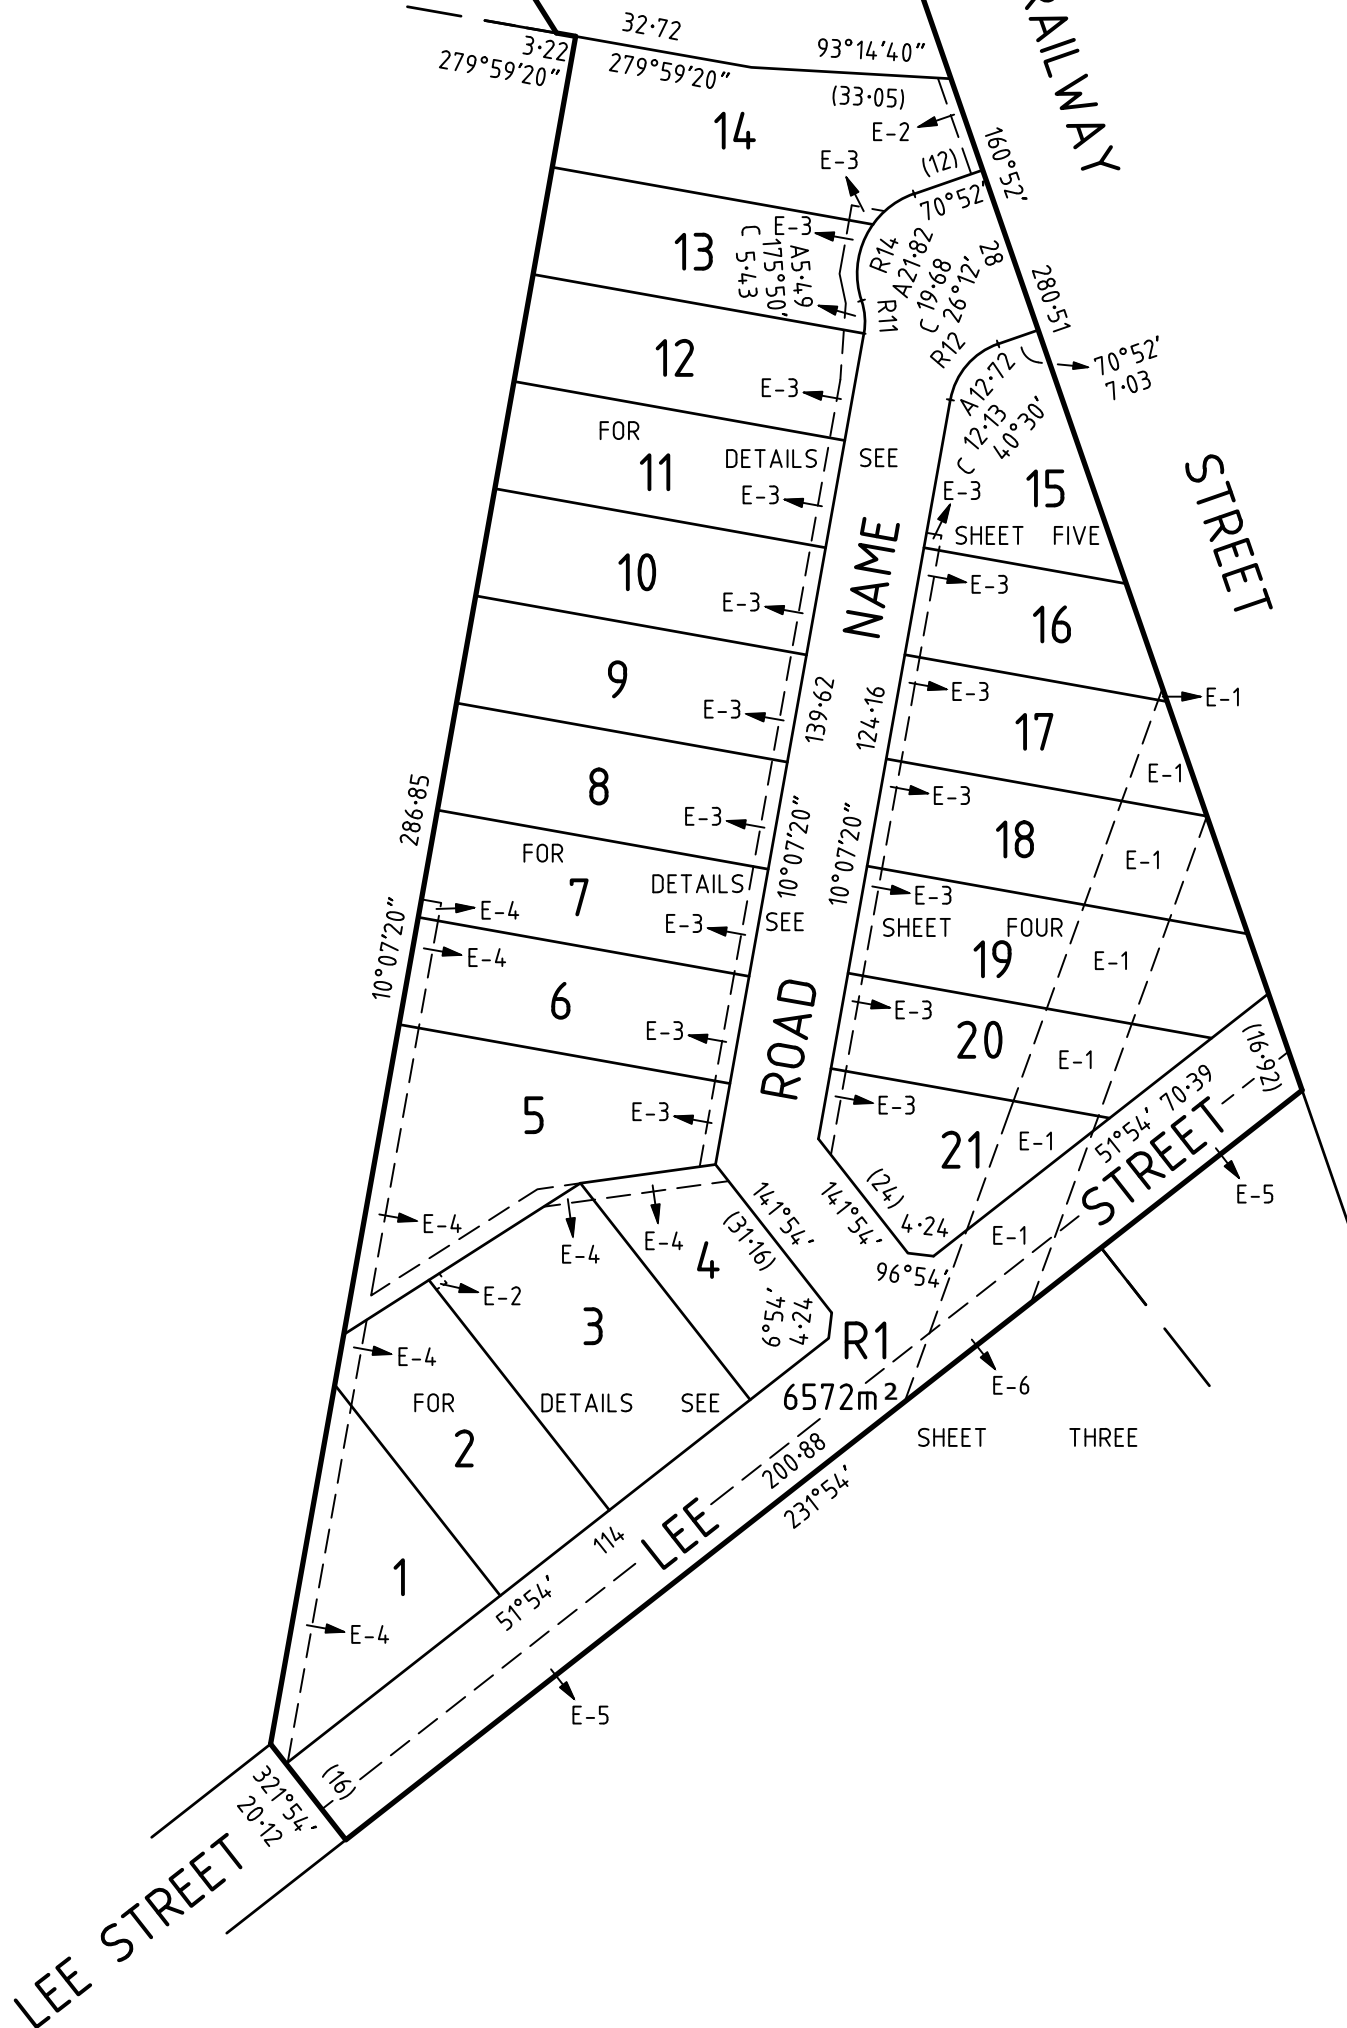 RAILWAY
STREET
32·72
3·22
279°59'20"
279°59'20"
93°14'40"
(33·05)
E-2
14
E-3
(12)
70°52'
160°52'
E-3
13
A5·49
175°50'
C 5·43
R14
A21·82
C 19·68
26°12'
28
R11
R12
280·51
70°52'
7·03
12
E-3
A12·72
C 12·13
40°30'
FOR DETAILS SEE SHEET FIVE
11
E-3
E-3
15
10
E-3
E-3
16
NAME
9
E-3
139·62
124·16
E-3
17
E-1
E-1
8
E-3
286·85
10°07'20"
10°07'20"
E-3
18
E-1
FOR DETAILS SEE SHEET FOUR
7
E-4
E-3
E-3
19
E-1
10°07'20"
E-4
6
E-3
ROAD
E-3
20
E-1
(16·92)
5
E-3
E-3
21
E-1
51°54'
70·39
STREET
E-5
E-4
E-4
E-4
4
(31·16)
141°54'
141°54'
(24)
4·24
96°54'
E-1
E-2
3
6°54'
4·24
R1
6572m²
E-6
E-4
FOR DETAILS SEE SHEET THREE
2
200·88
231°54'
LEE
114
51°54'
1
E-4
E-5
(16)
321°54'
20·12
LEE STREET